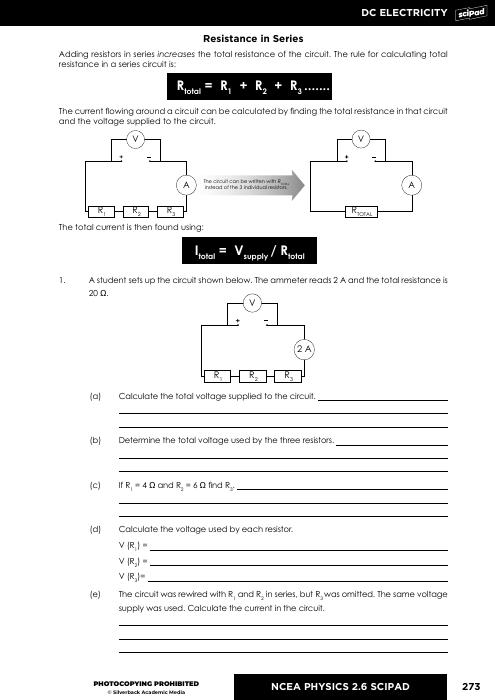 DC ELECTRICITY scipad
Resistance in Series
Adding resistors in series increases the total resistance of the circuit. The rule for calculating total
resistance in a series circuit is:
Rtotal = R1 + R2 + R3 .......
The current flowing around a circuit can be calculated by finding the total resistance in that circuit
and the voltage supplied to the circuit.
V
+ −
A
R1 R2 R3
The circuit can be written with RTOTAL
instead of the 3 individual resistors.
V
+ −
A
RTOTAL
The total current is then found using:
Itotal = Vsupply / Rtotal
1. A student sets up the circuit shown below. The ammeter reads 2 A and the total resistance is
20 Ω.
V
+ −
2 A
R1 R2 R3
(a) Calculate the total voltage supplied to the circuit.
(b) Determine the total voltage used by the three resistors.
(c) If R1 = 4 Ω and R2 = 6 Ω find R3.
(d) Calculate the voltage used by each resistor.
V (R1) =
V (R2) =
V (R3)=
(e) The circuit was rewired with R1 and R2 in series, but R3 was omitted. The same voltage
supply was used. Calculate the current in the circuit.
PHOTOCOPYING PROHIBITED
© Silverback Academic Media
NCEA PHYSICS 2.6 SCIPAD
273